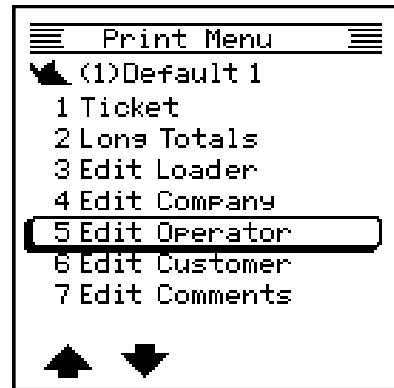 Print Menu
(1)Default 1
1 Ticket
2 Long Totals
3 Edit Loader
4 Edit Company
5 Edit Operator
6 Edit Customer
7 Edit Comments